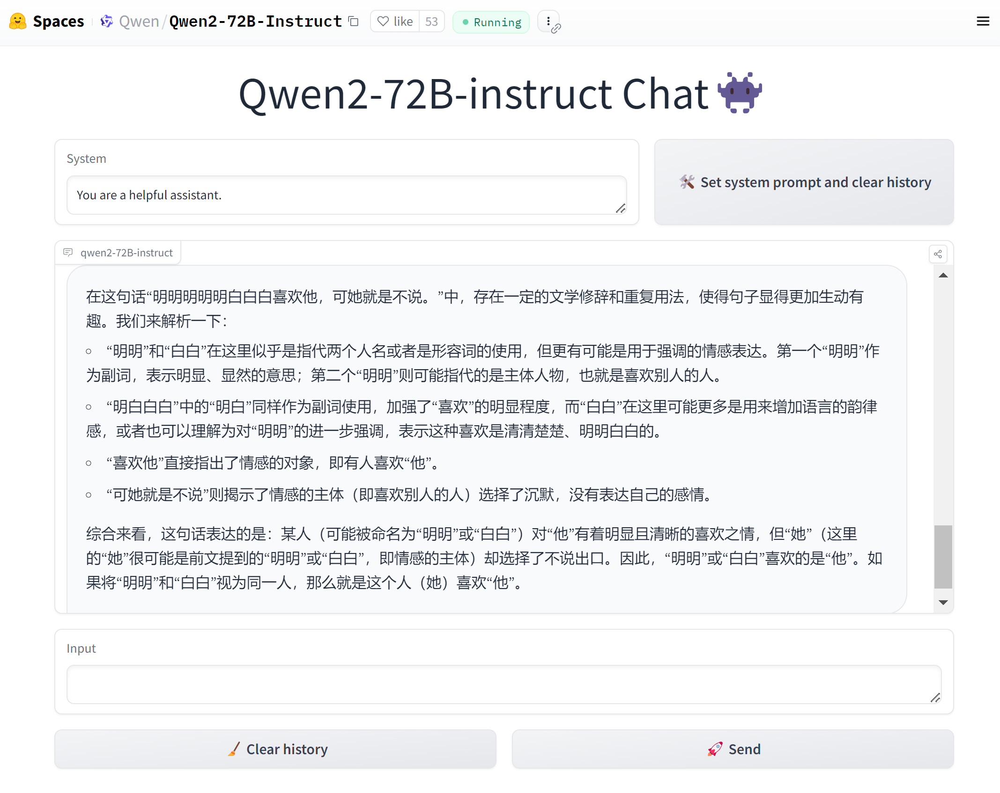 Spaces Qwen/Qwen2-72B-Instruct like 53 Running
Qwen2-72B-instruct Chat
System
You are a helpful assistant.
Set system prompt and clear history
qwen2-72B-instruct
在这句话“明明明明明白白白喜欢他，可她就是不说。”中，存在一定的文学修辞和重复用法，使得句子显得更加生动有
趣。我们来解析一下：
“明明”和“白白”在这里似乎是指代两个人名或者是形容词的使用，但更有可能是用于强调的情感表达。第一个“明明”作
为副词，表示明显、显然的意思；第二个“明明”则可能指代的是主体人物，也就是喜欢别人的人。
“明白白白”中的“明白”同样作为副词使用，加强了“喜欢”的明显程度，而“白白”在这里可能更多是用来增加语言的韵律
感，或者也可以理解为对“明明”的进一步强调，表示这种喜欢是清清楚楚、明明白白的。
“喜欢他”直接指出了情感的对象，即有人喜欢“他”。
“可她就是不说”则揭示了情感的主体（即喜欢别人的人）选择了沉默，没有表达自己的感情。
综合来看，这句话表达的是：某人（可能被命名为“明明”或“白白”）对“他”有着明显且清晰的喜欢之情，但“她”（这里
的“她”很可能是前文提到的“明明”或“白白”，即情感的主体）却选择了不说出口。因此，“明明”或“白白”喜欢的是“他”。如
果将“明明”和“白白”视为同一人，那么就是这个人（她）喜欢“他”。
Input
Clear history
Send